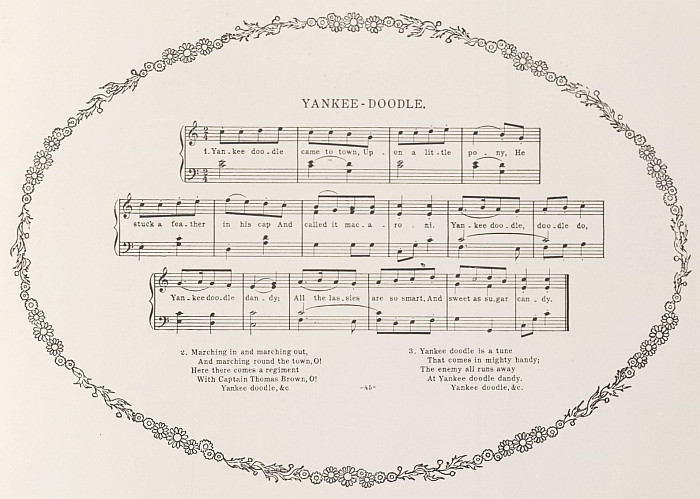 YANKEE-DOODLE.
1. Yan-kee doo-dle came to town, Up-on a lit-tle po-ny, He
stuck a fea-ther in his cap And called it mac-a-ro-ni. Yan-kee doo-dle, doo-dle do,
Yan-kee doo-dle dan-dy; All the las-sies are so smart, And sweet as su-gar can-dy.
2. Marching in and marching out,
And marching round the town, O!
Here there comes a regiment
With Captain Thomas Brown, O!
Yankee doodle, &c
-45-
3. Yankee doodle is a tune
That comes in mighty handy;
The enemy all runs away
At Yankee doodle dandy.
Yankee doodle, &c.